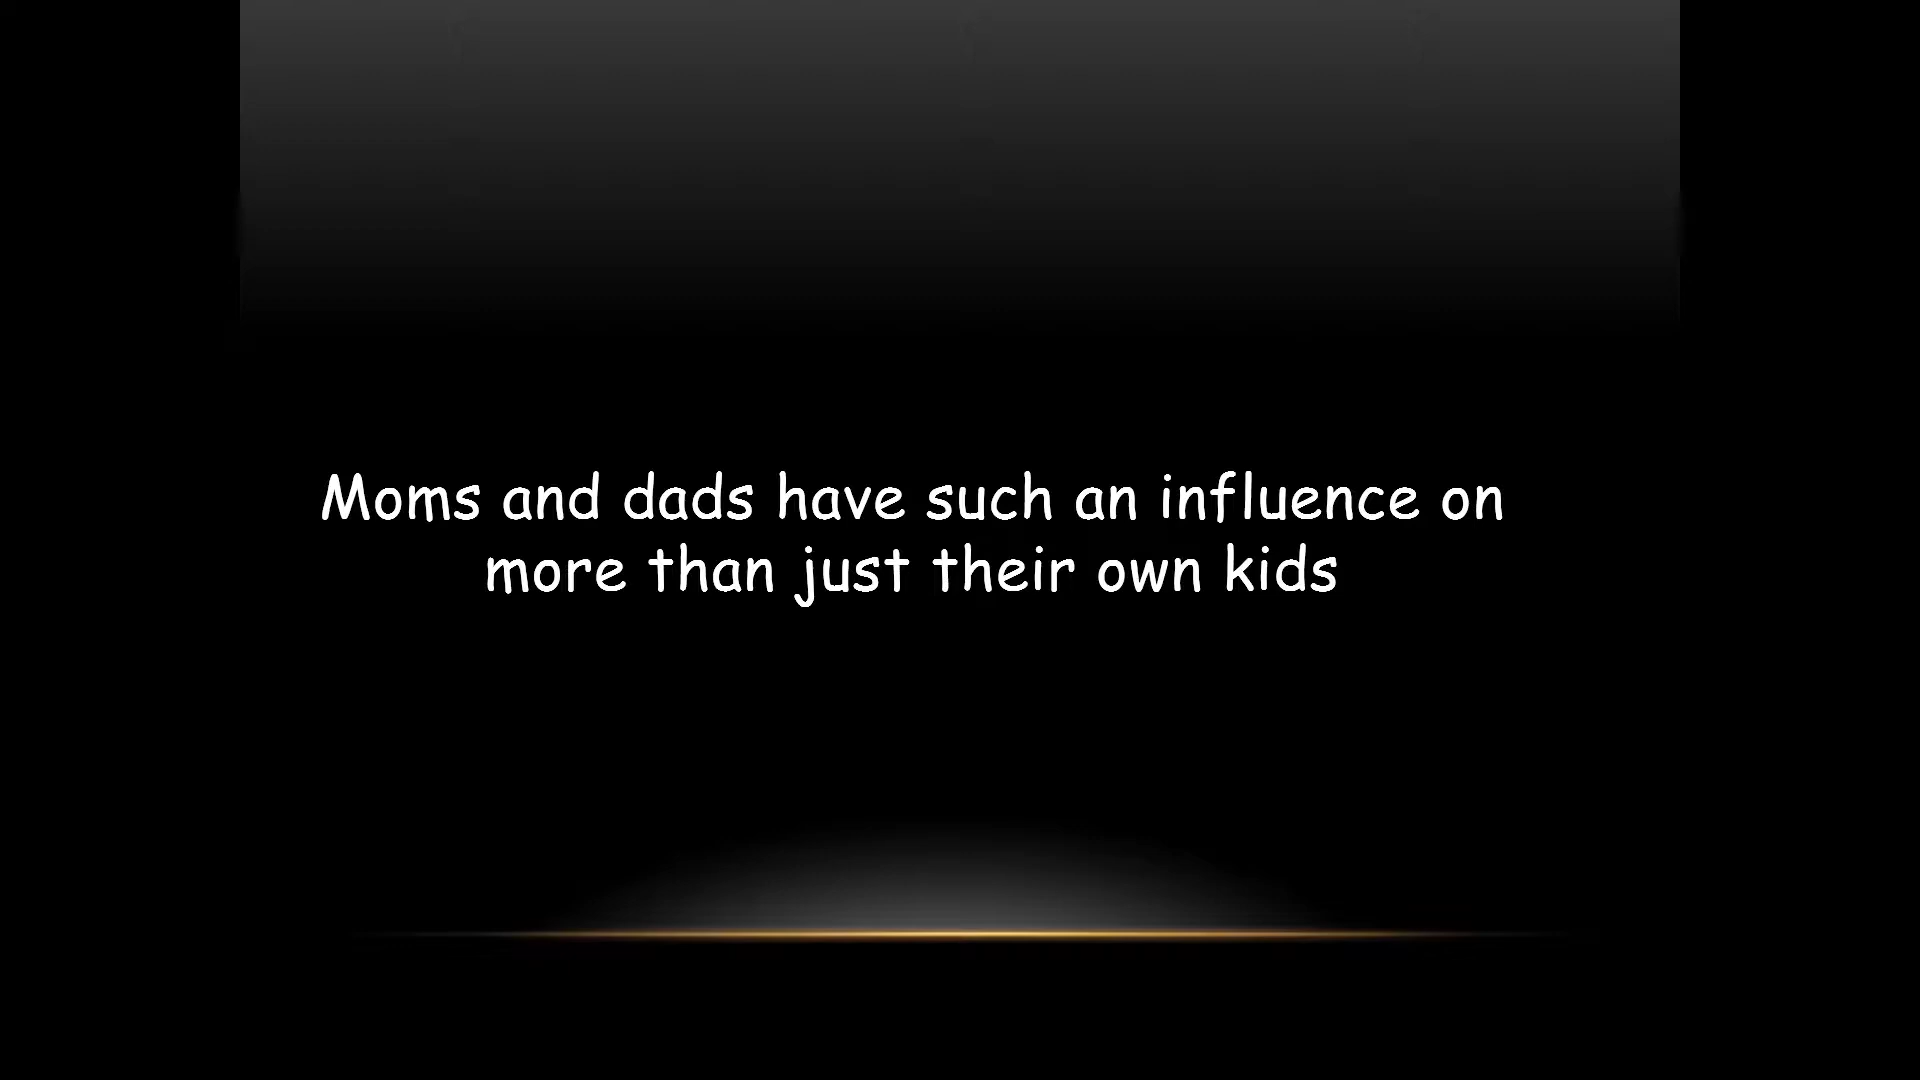 Moms and dads have such an influence on
more than just their own kids